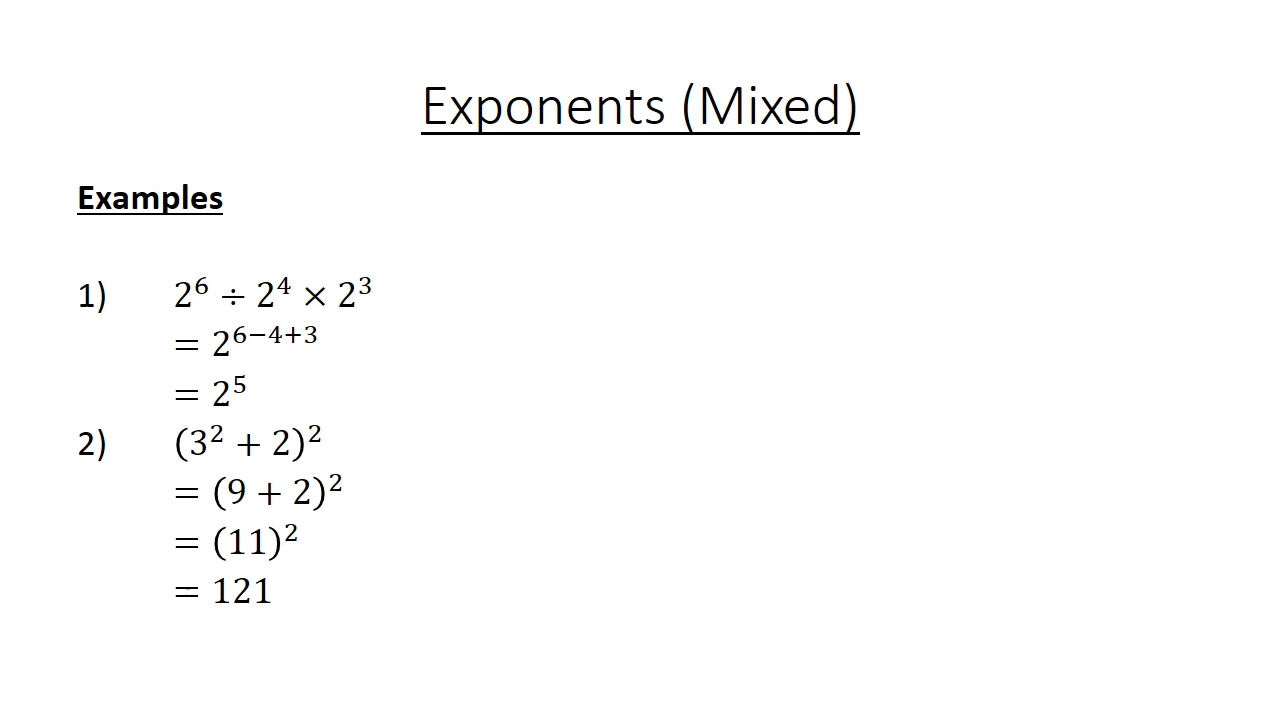 Exponents (Mixed)
Examples
1) 2⁶ ÷ 2⁴ × 2³
= 2⁶⁻⁴⁺³
= 2⁵
2) (3² + 2)²
= (9 + 2)²
= (11)²
= 121